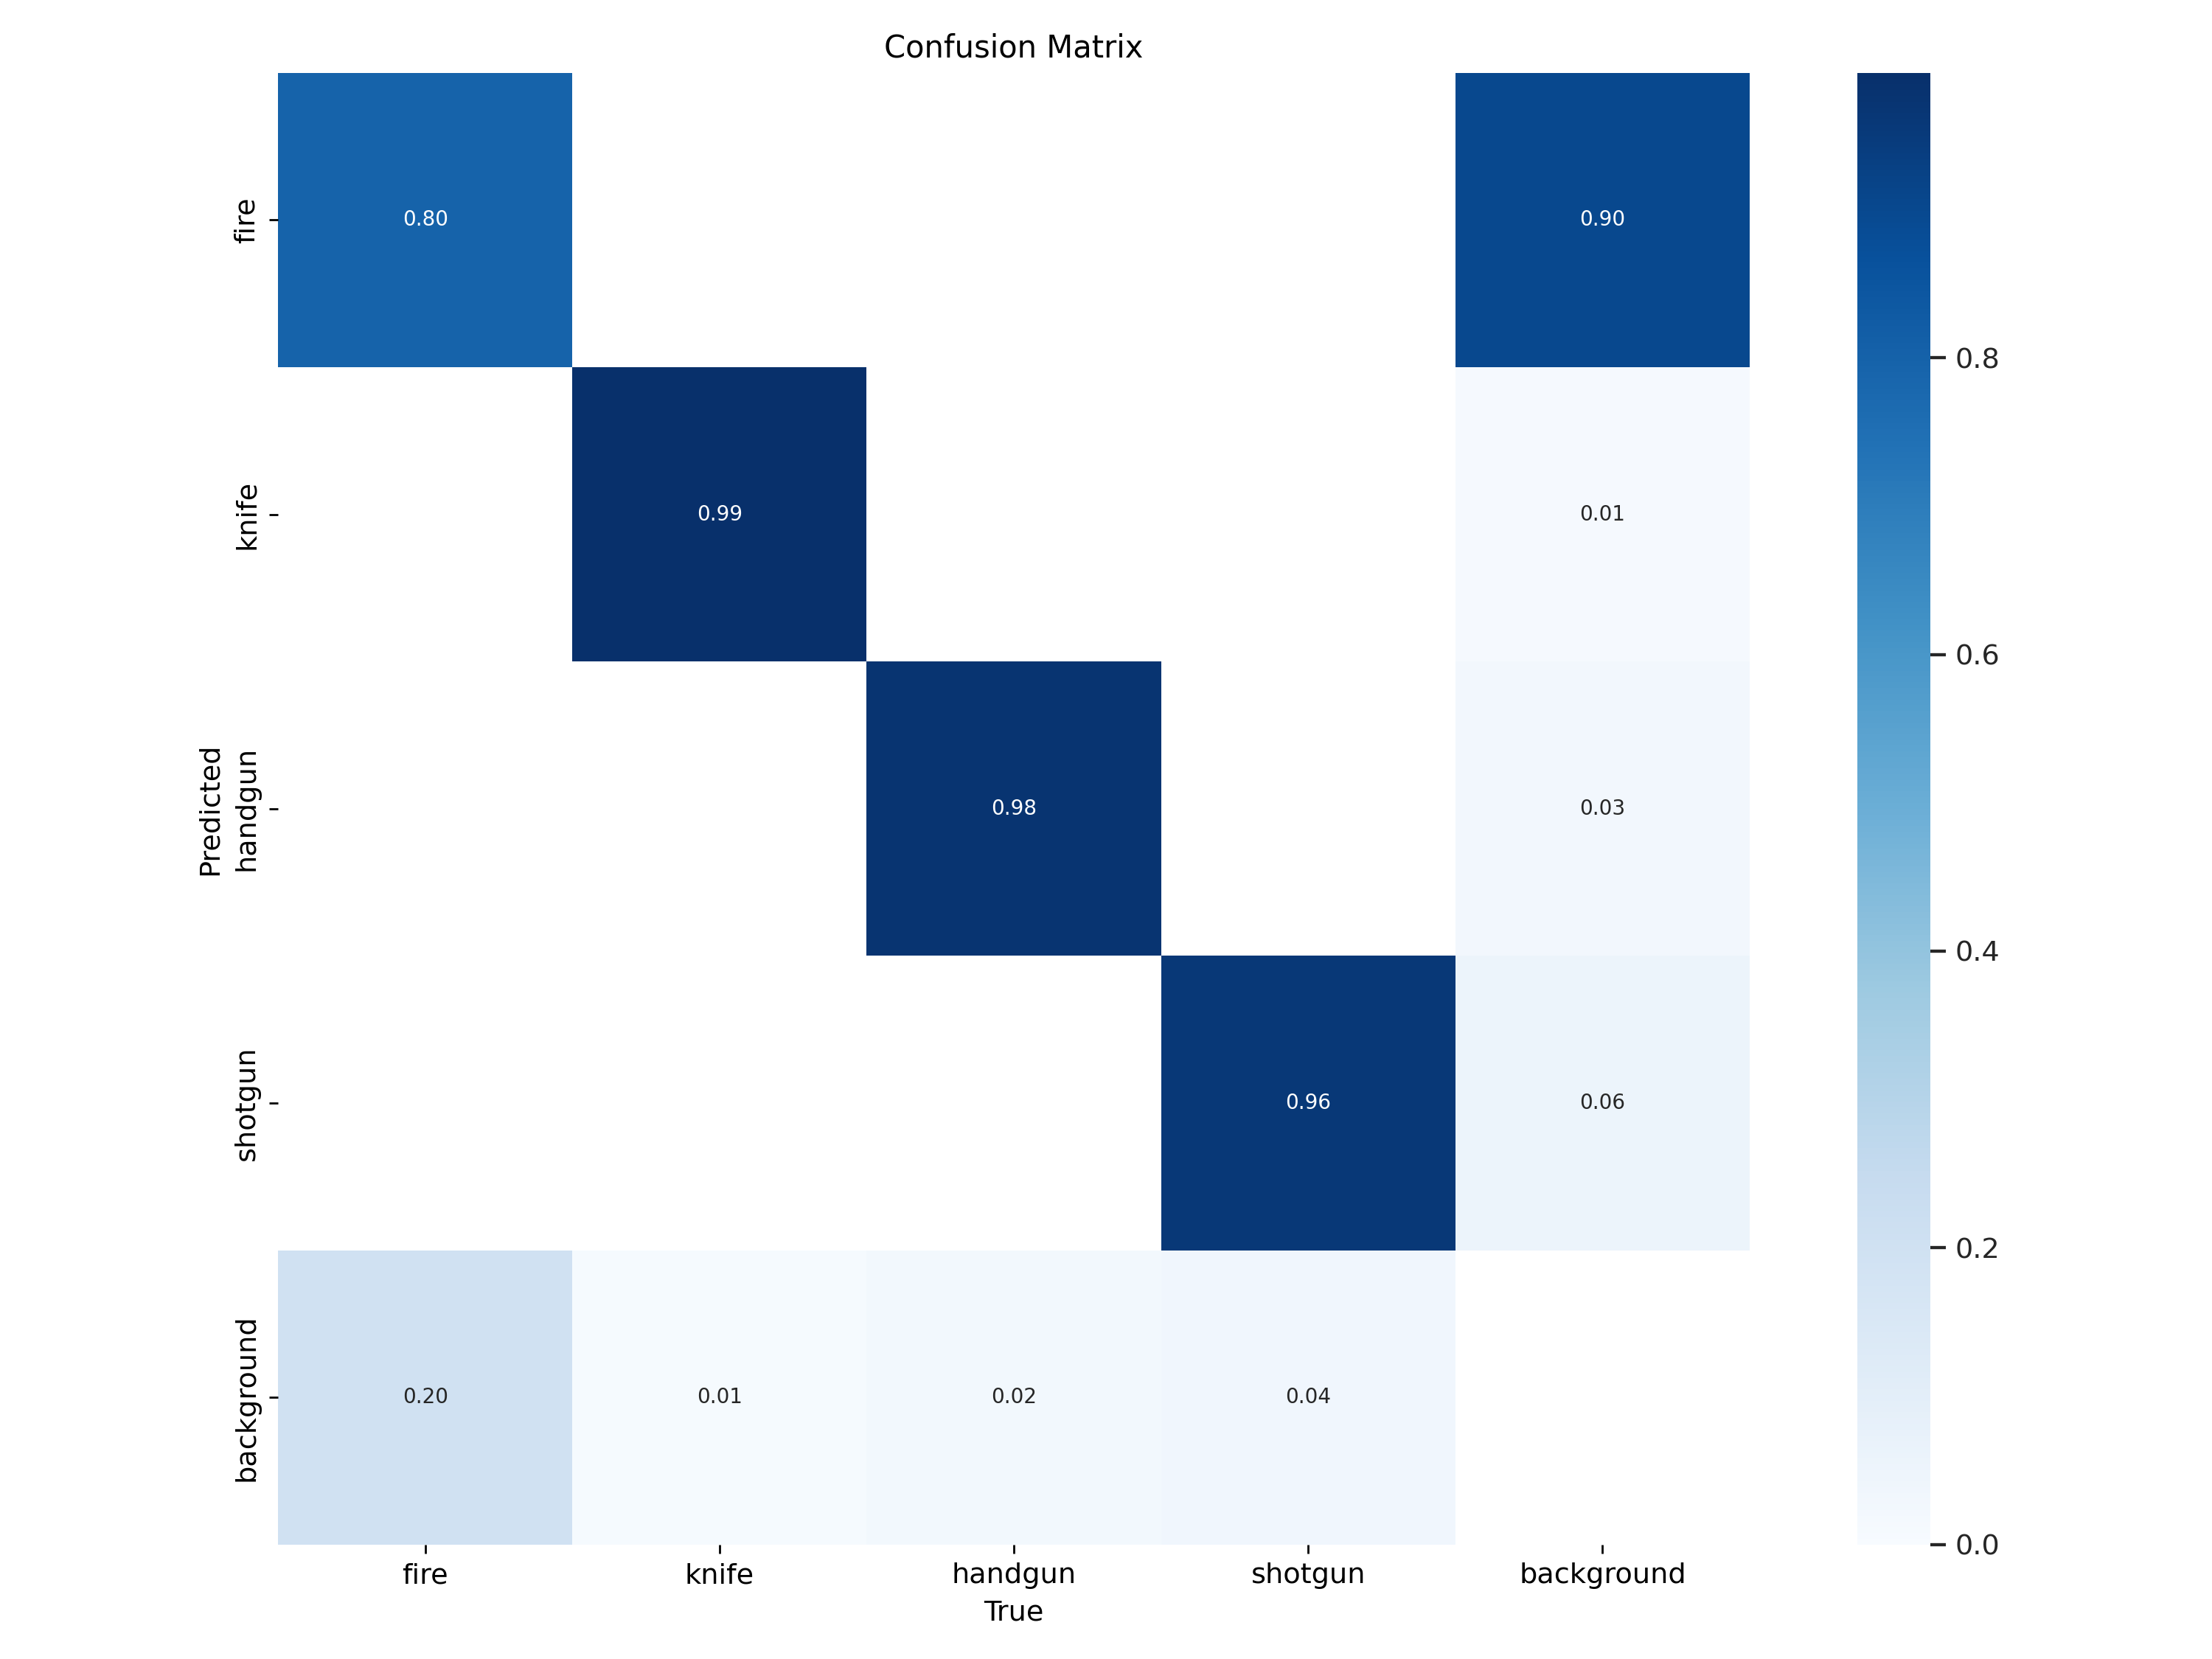 Confusion Matrix
fire
0.80
0.90
0.8
knife
0.99
0.01
0.6
Predicted
handgun
0.98
0.03
0.4
shotgun
0.96
0.06
0.2
background
0.20
0.01
0.02
0.04
0.0
fire
knife
handgun
shotgun
background
True